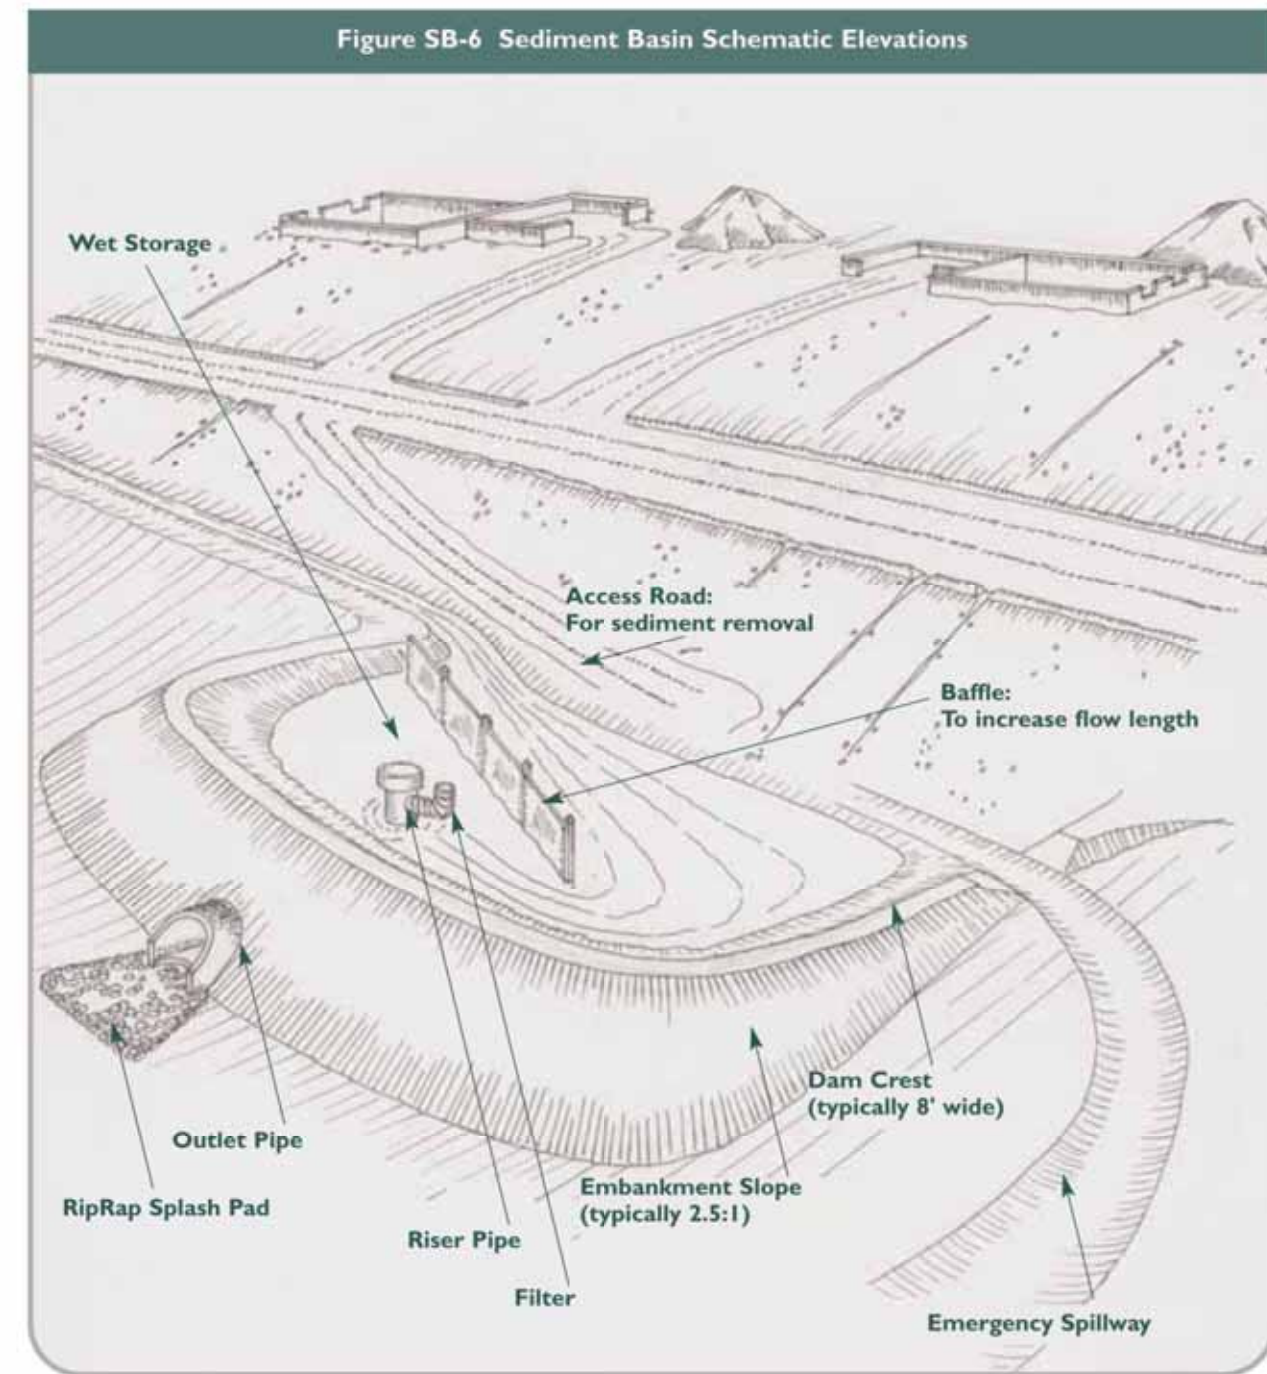 Figure SB-6 Sediment Basin Schematic Elevations
Wet Storage
Access Road:
For sediment removal
Baffle:
To increase flow length
Dam Crest
(typically 8' wide)
Outlet Pipe
Embankment Slope
(typically 2.5:1)
RipRap Splash Pad
Riser Pipe
Filter
Emergency Spillway